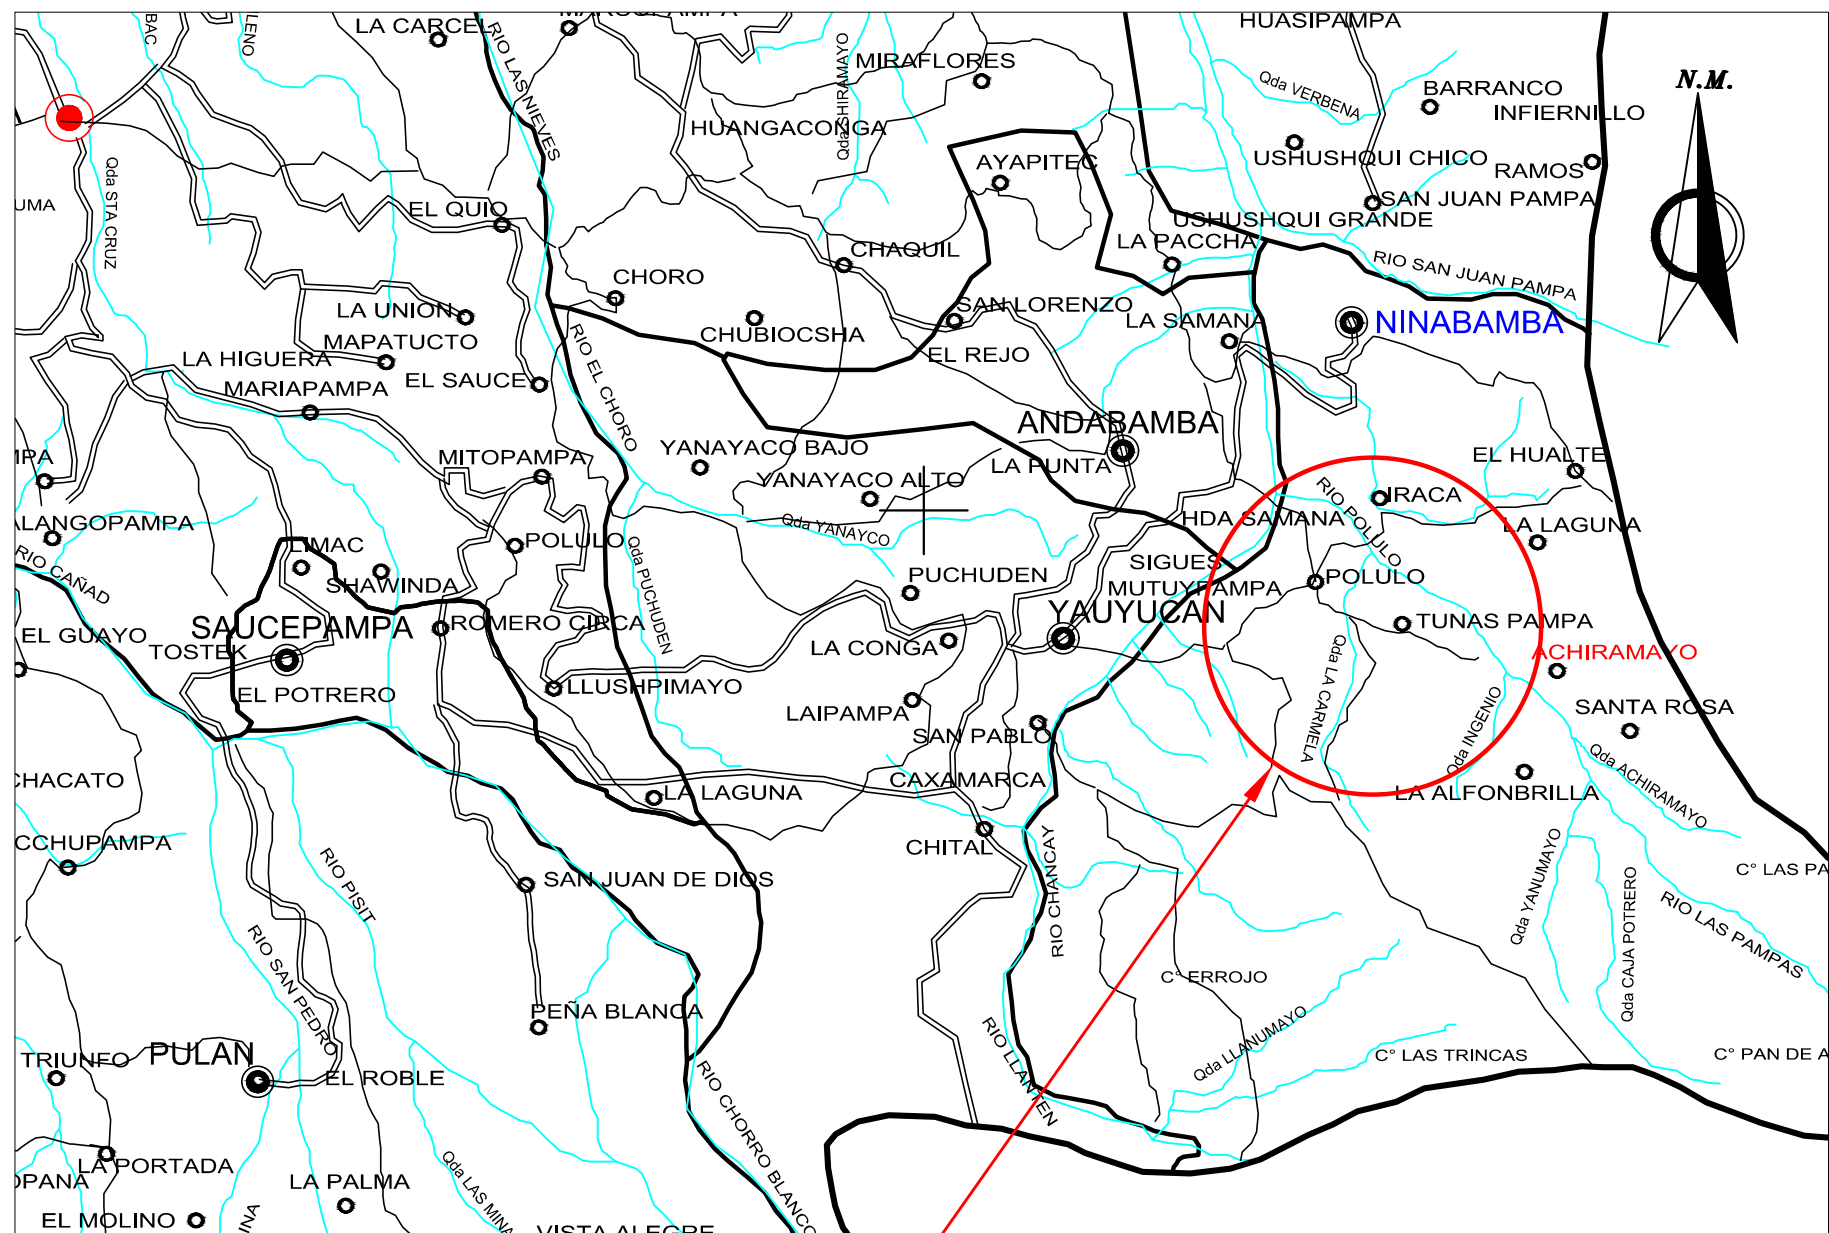 LA CARCEL
HUASIPAMPA
MIRAFLORES
N.M.
Qda VERBENA
BARRANCO
INFIERNILLO
RIO LAS NIEVES
Qda SHIRAMAYO
HUANGACONGA
AYAPITEC
USHUSHQUI CHICO
RAMOS
SAN JUAN PAMPA
Qda STA CRUZ
EL QUIO
USHUSHQUI GRANDE
LA PACCHA
CHAQUIL
RIO SAN JUAN PAMPA
CHORO
LA UNION
SAN LORENZO
LA SAMANA
NINABAMBA
CHUBIOCSHA
MAPATUCTO
LA HIGUERA
EL REJO
EL SAUCE
MARIAPAMPA
RIO EL CHORO
ANDABAMBA
YANAYACO BAJO
MITOPAMPA
LA PUNTA
EL HUALTE
YANAYACO ALTO
IRACA
RIO POLULO
Qda YANAYCO
HDA SAMANA
LA LAGUNA
ALANGOPAMPA
LIMAC
POLULO
RIO CAÑAD
SHAWINDA
Qda PUCHUDEN
PUCHUDEN
SIGUES
MUTUYPAMPA
POLULO
YAUYUCAN
TUNAS PAMPA
SAUCEPAMPA
ROMERO CIRCA
EL GUAYO
TOSTEK
LA CONGA
ACHIRAMAYO
Qda LA CARMELA
EL POTRERO
LLUSHPIMAYO
LAIPAMPA
SANTA ROSA
Qda INGENIO
SAN PABLO
CHACATO
CAXAMARCA
LA LAGUNA
LA ALFONBRILLA
Qda ACHIRAMAYO
CCHUPAMPA
CHITAL
RIO PISIT
SAN JUAN DE DIOS
RIO CHANCAY
C° LAS PA
Qda YANUMAYO
Qda CAJA POTRERO
RIO LAS PAMPAS
RIO SAN PEDRO
C° ERROJO
PEÑA BLANCA
Qda LLANUMAYO
RIO LLANTEN
C° LAS TRINCAS
C° PAN DE A
TRIUNFO
PULAN
EL ROBLE
RIO CHORRO BLANCO
LA PORTADA
LA PALMA
Qda LAS MINA
EL MOLINO
VISTA ALEGRE